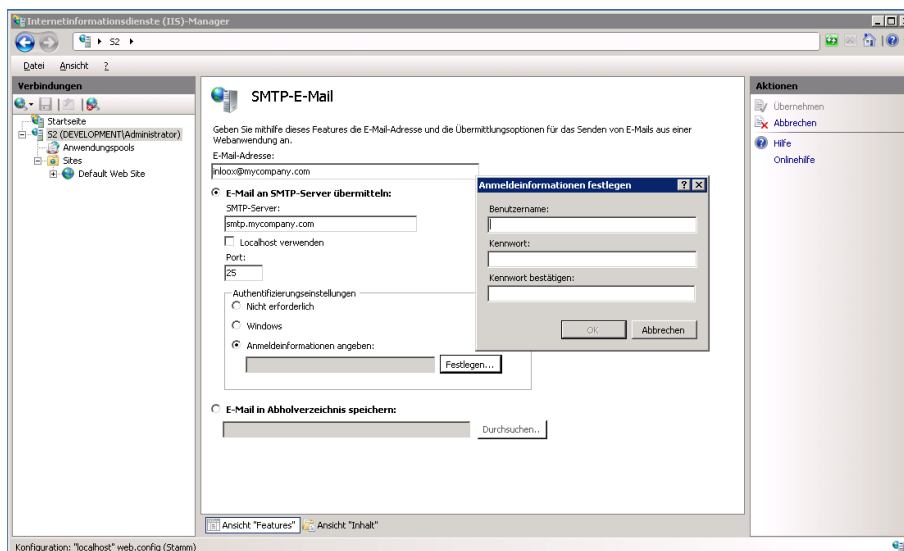 Internetinformationsdienste (IIS)-Manager
S2
Datei Ansicht ?
Verbindungen
Startseite
S2 (DEVELOPMENT\Administrator)
Anwendungspools
Sites
Default Web Site
SMTP-E-Mail
Geben Sie mithilfe dieses Features die E-Mail-Adresse und die Übermittlungsoptionen für das Senden von E-Mails aus einer
Webanwendung an.
E-Mail-Adresse:
inloox@mycompany.com
E-Mail an SMTP-Server übermitteln:
SMTP-Server:
smtp.mycompany.com
Localhost verwenden
Port:
25
Authentifizierungseinstellungen
Nicht erforderlich
Windows
Anmeldeinformationen angeben:
Festlegen...
E-Mail in Abholverzeichnis speichern:
Durchsuchen..
Anmeldeinformationen festlegen
Benutzername:
Kennwort:
Kennwort bestätigen:
OK Abbrechen
Aktionen
Übernehmen
Abbrechen
Hilfe
Onlinehilfe
Ansicht "Features" Ansicht "Inhalt"
Konfiguration: "localhost" web.config (Stamm)